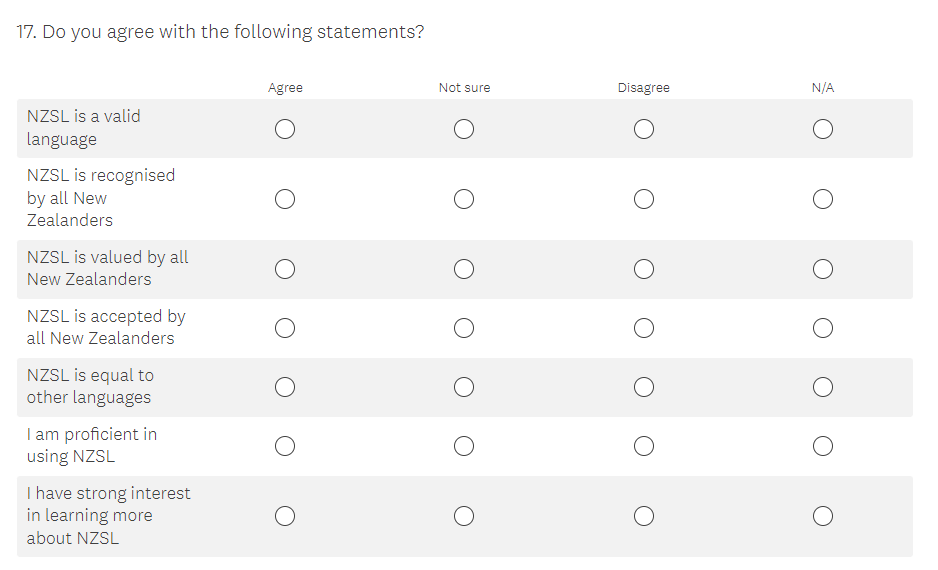 17. Do you agree with the following statements?
Agree Not sure Disagree N/A
NZSL is a valid
language
NZSL is recognised
by all New
Zealanders
NZSL is valued by all
New Zealanders
NZSL is accepted by
all New Zealanders
NZSL is equal to
other languages
I am proficient in
using NZSL
I have strong interest
in learning more
about NZSL